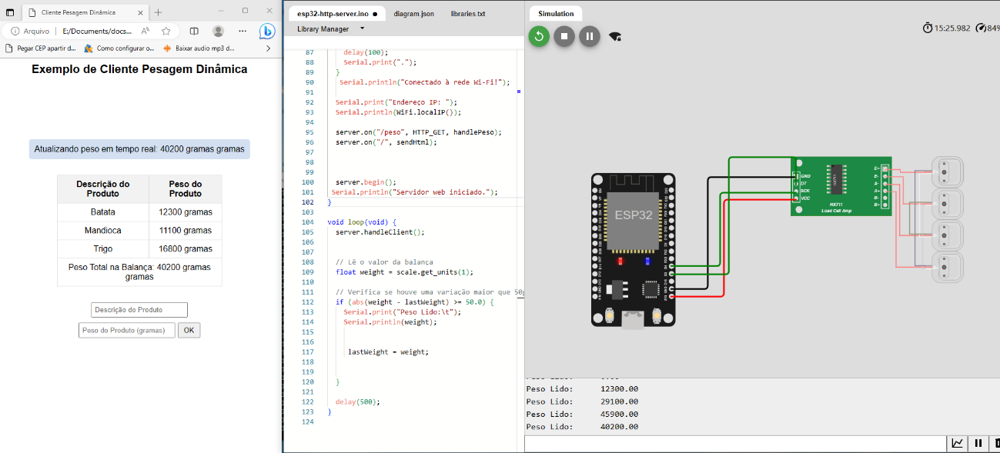 Cliente Pesagem Dinâmica
Arquivo
E:/Documents/docs...
Pegar CEP apartir d...
Como configurar o...
Baixar audio mp3 d...
Exemplo de Cliente Pesagem Dinâmica
Atualizando peso em tempo real: 40200 gramas gramas
Descrição do Produto
Peso do Produto
Batata
12300 gramas
Mandioca
11100 gramas
Trigo
16800 gramas
Peso Total na Balança: 40200 gramas
gramas
Descrição do Produto
Peso do Produto (gramas)
OK
esp32-http-server.ino
diagram.json
libraries.txt
Library Manager
87 delay(100);
88 Serial.print(".");
89 }
90 Serial.println("Conectado à rede Wi-Fi!");
91
92 Serial.print("Endereço IP: ");
93 Serial.println(WiFi.localIP());
94
95 server.on("/peso", HTTP_GET, handlePeso);
96 server.on("/", sendHtml);
97
98
99
100 server.begin();
101 Serial.println("Servidor web iniciado.");
102 }
103
104 void loop(void) {
105 server.handleClient();
106
107
108 // Lê o valor da balança
109 float weight = scale.get_units(1);
110
111 // Verifica se houve uma variação maior que 50g
112 if (abs(weight - lastWeight) >= 50.0) {
113 Serial.print("Peso Lido:\t");
114 Serial.println(weight);
115
116
117 lastWeight = weight;
118
119
120 }
121
122 delay(500);
123 }
124
Simulation
15:25.982
84%
ESP32
GND
DT
SCK
VCC
HX711
HX711
Load Cell Amp
E+
E-
A-
A+
B-
B+
Peso Lido: 12300.00
Peso Lido: 29100.00
Peso Lido: 45900.00
Peso Lido: 40200.00